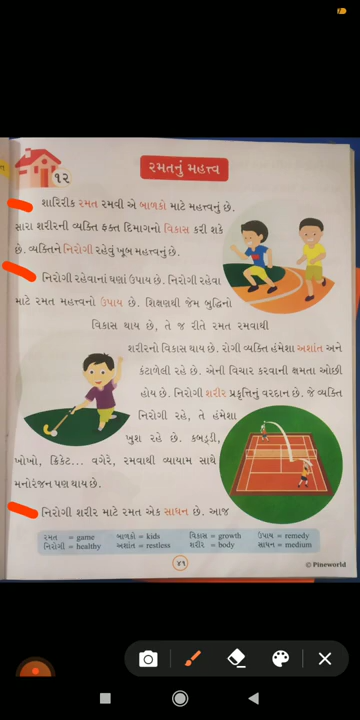 ૧૨
રમતનું મહત્ત્વ
શારિરીક રમત રમવી એ બાળકો માટે મહત્ત્વનું છે.
સારા શરીરની વ્યક્તિ ફક્ત દિમાગનો વિકાસ કરી શકે
છે. વ્યક્તિને નિરોગી રહેવું ખૂબ મહત્ત્વનું છે.
નિરોગી રહેવાનાં ઘણાં ઉપાય છે. નિરોગી રહેવા
માટે રમત મહત્ત્વનો ઉપાય છે. શિક્ષણથી જેમ બુદ્ધિનો
વિકાસ થાય છે, તે જ રીતે રમત રમવાથી
શરીરનો વિકાસ થાય છે. રોગી વ્યક્તિ હંમેશા અશાંત અને
કંટાળેલી રહે છે. એની વિચાર કરવાની ક્ષમતા ઓછી
હોય છે. નિરોગી શરીર પ્રકૃત્તિનું વરદાન છે. જે વ્યક્તિ
નિરોગી રહે, તે હંમેશા
ખુશ રહે છે. કબડ્ડી,
ખોખો, ક્રિકેટ... વગેરે, રમવાથી વ્યાયામ સાથે
મનોરંજન પણ થાય છે.
નિરોગી શરીર માટે રમત એક સાધન છે. આજ
રમત = game બાળકો = kids વિકાસ = growth ઉપાય = remedy
નિરોગી = healthy અશાંત = restless શરીર = body સાધન = medium
૪૧
© Pineworld